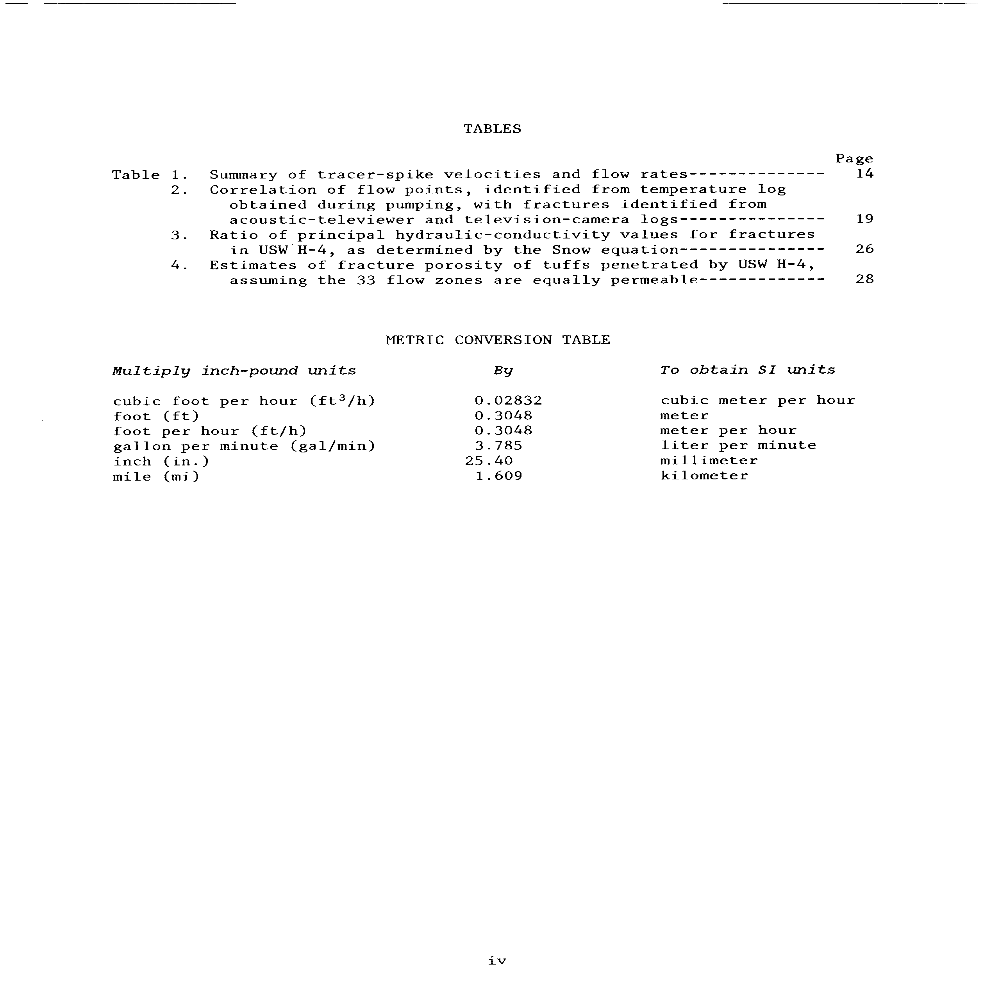 TABLES
Page
Table 1. Summary of tracer-spike velocities and flow rates-------------- 14
2. Correlation of flow points, identified from temperature log
obtained during pumping, with fractures identified from
acoustic-televiewer and television-camera logs--------------- 19
3. Ratio of principal hydraulic-conductivity values for fractures
in USW H-4, as determined by the Snow equation--------------- 26
4. Estimates of fracture porosity of tuffs penetrated by USW H-4,
assuming the 33 flow zones are equally permeable------------- 28
METRIC CONVERSION TABLE
Multiply inch-pound units By To obtain SI units
cubic foot per hour (ft³/h) 0.02832 cubic meter per hour
foot (ft) 0.3048 meter
foot per hour (ft/h) 0.3048 meter per hour
gallon per minute (gal/min) 3.785 liter per minute
inch (in.) 25.40 millimeter
mile (mi) 1.609 kilometer
iv